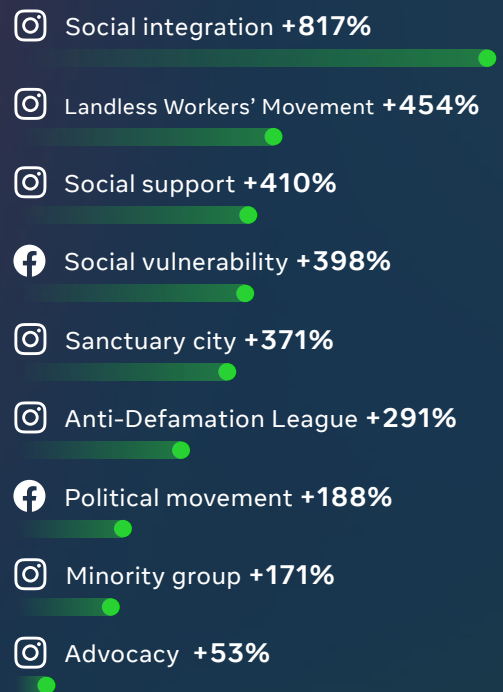 Social integration +817%
Landless Workers’ Movement +454%
Social support +410%
Social vulnerability +398%
Sanctuary city +371%
Anti-Defamation League +291%
Political movement +188%
Minority group +171%
Advocacy +53%